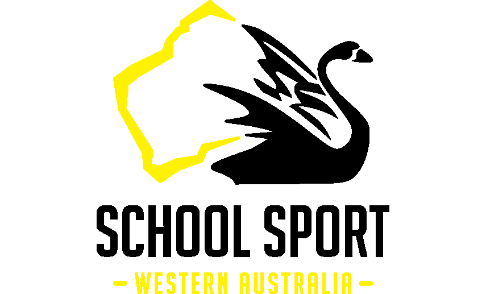 SCHOOL SPORT
– WESTERN AUSTRALIA –